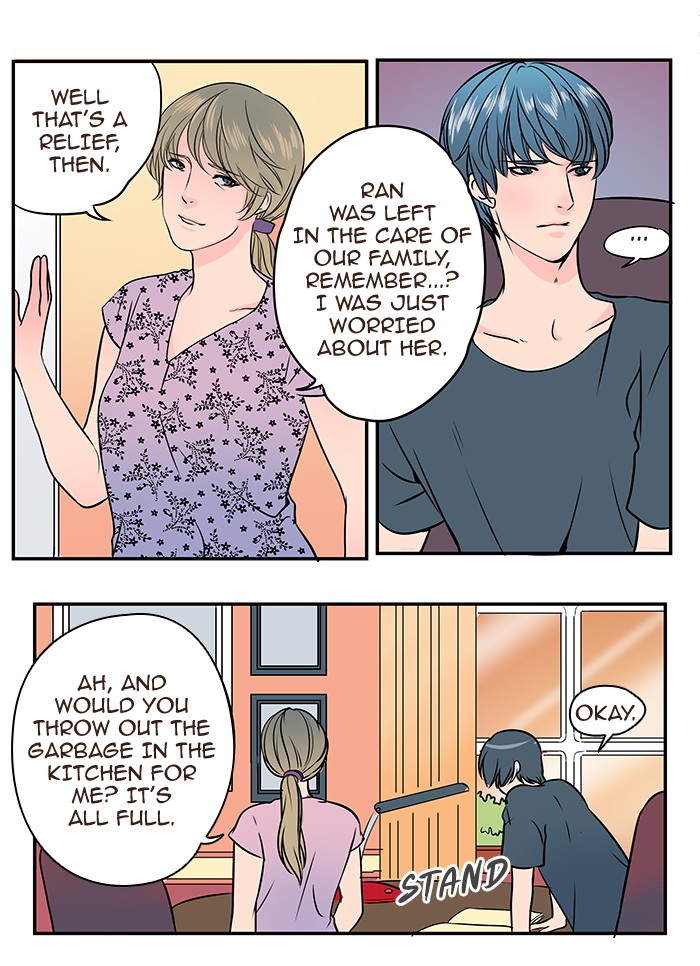 WELL
THAT'S A
RELIEF,
THEN.
RAN
WAS LEFT
IN THE CARE OF
OUR FAMILY,
REMEMBER...?
I WAS JUST
WORRIED
ABOUT HER.
...
AH, AND
WOULD YOU
THROW OUT THE
GARBAGE IN THE
KITCHEN FOR
ME? IT'S
ALL FULL.
OKAY.
STAND